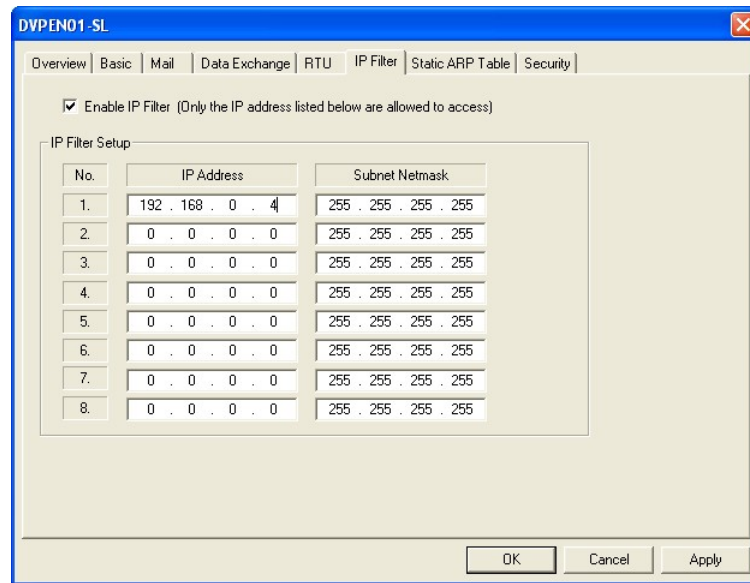 DVPEN01-SL
Overview Basic Mail Data Exchange RTU IP Filter Static ARP Table Security
Enable IP Filter (Only the IP address listed below are allowed to access)
IP Filter Setup
No. IP Address Subnet Netmask
1. 192 . 168 . 0 . 4 255 . 255 . 255 . 255
2. 0 . 0 . 0 . 0 255 . 255 . 255 . 255
3. 0 . 0 . 0 . 0 255 . 255 . 255 . 255
4. 0 . 0 . 0 . 0 255 . 255 . 255 . 255
5. 0 . 0 . 0 . 0 255 . 255 . 255 . 255
6. 0 . 0 . 0 . 0 255 . 255 . 255 . 255
7. 0 . 0 . 0 . 0 255 . 255 . 255 . 255
8. 0 . 0 . 0 . 0 255 . 255 . 255 . 255
OK Cancel Apply